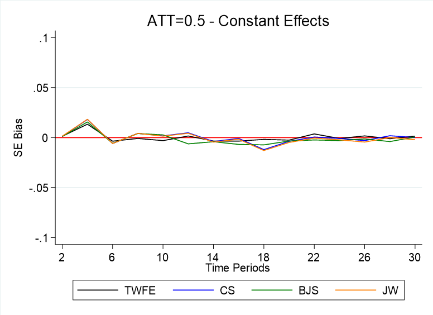 ATT=0.5 - Constant Effects
.1
.05
0
-.05
-.1
SE Bias
2 6 10 14 18 22 26 30
Time Periods
TWFE CS BJS JW